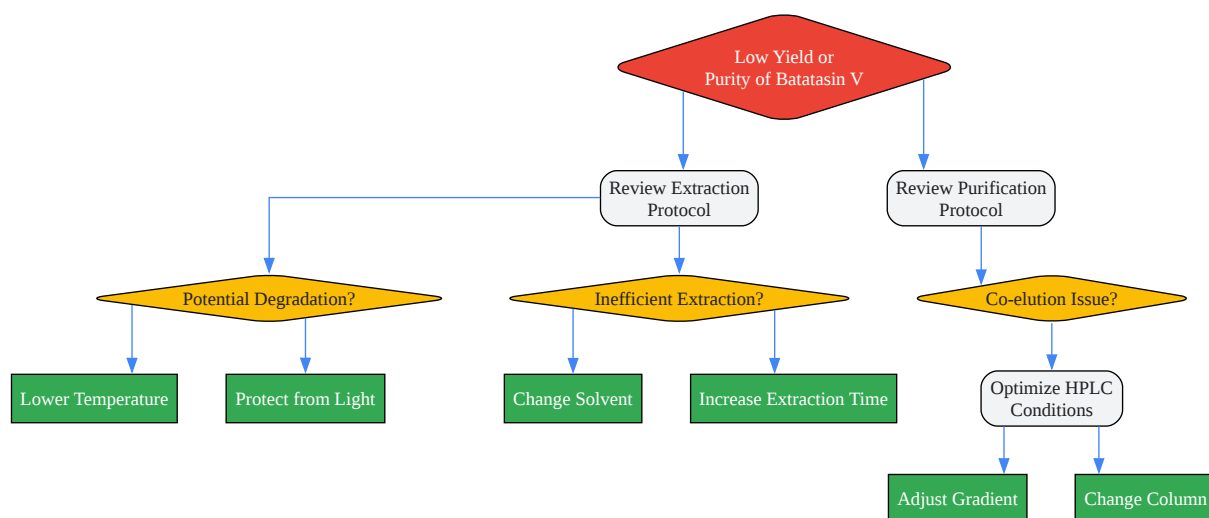 Low Yield or
Purity of Batatasin V
Review Extraction
Protocol
Review Purification
Protocol
Potential Degradation?
Inefficient Extraction?
Co-elution Issue?
Lower Temperature
Protect from Light
Change Solvent
Increase Extraction Time
Optimize HPLC
Conditions
Adjust Gradient
Change Column